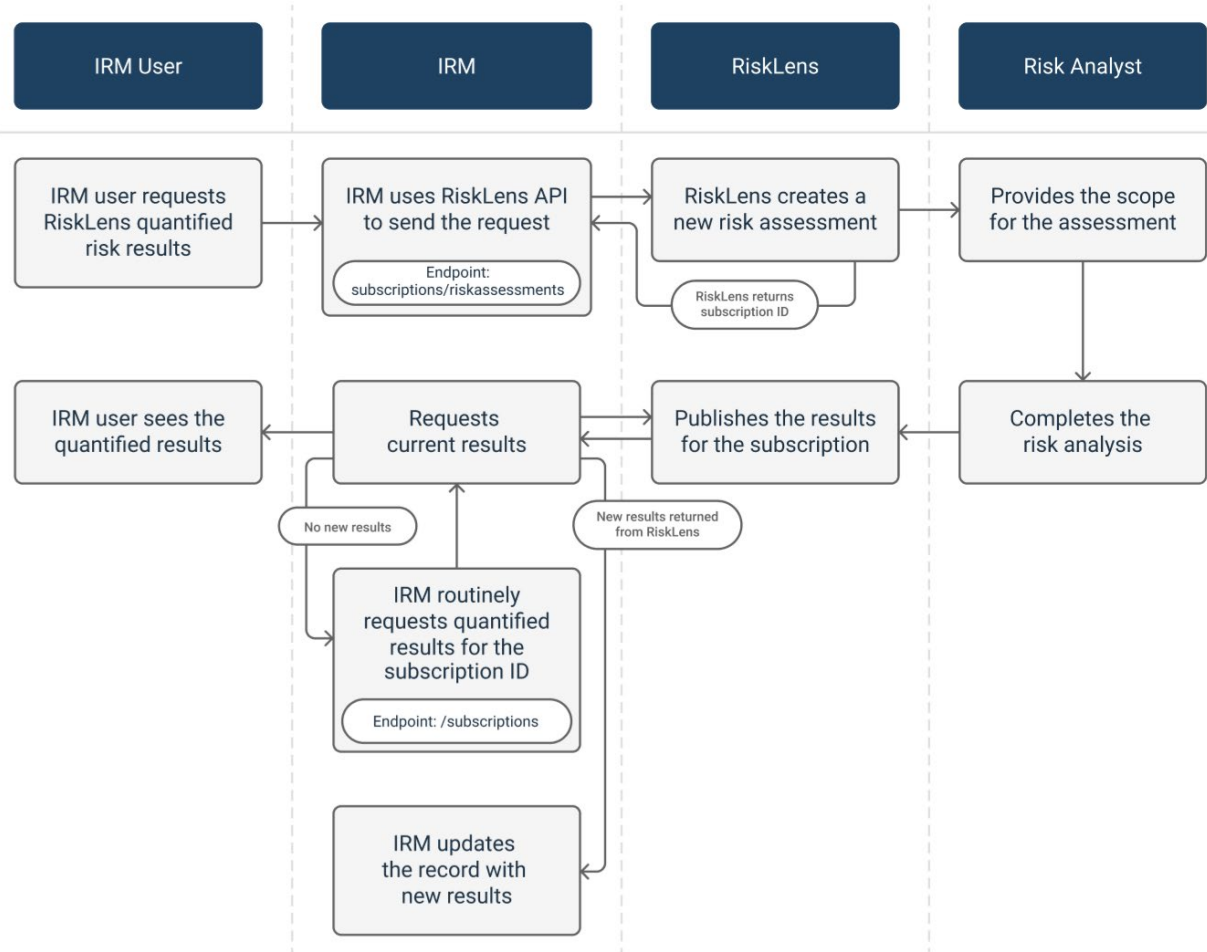 IRM User
IRM
RiskLens
Risk Analyst
IRM user requests
RiskLens quantified
risk results
IRM uses RiskLens API
to send the request
Endpoint:
subscriptions/riskassessments
RiskLens creates a
new risk assessment
RiskLens returns
subscription ID
Provides the scope
for the assessment
IRM user sees the
quantified results
Requests
current results
Publishes the results
for the subscription
Completes the
risk analysis
No new results
New results returned
from RiskLens
IRM routinely
requests quantified
results for the
subscription ID
Endpoint: /subscriptions
IRM updates
the record with
new results